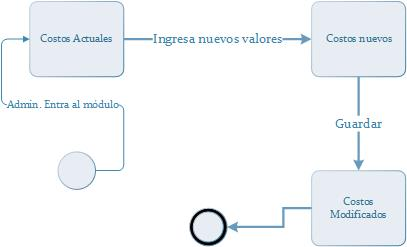 Costos Actuales
Ingresa nuevos valores
Costos nuevos
Admin. Entra al módulo
Guardar
Costos
Modificados